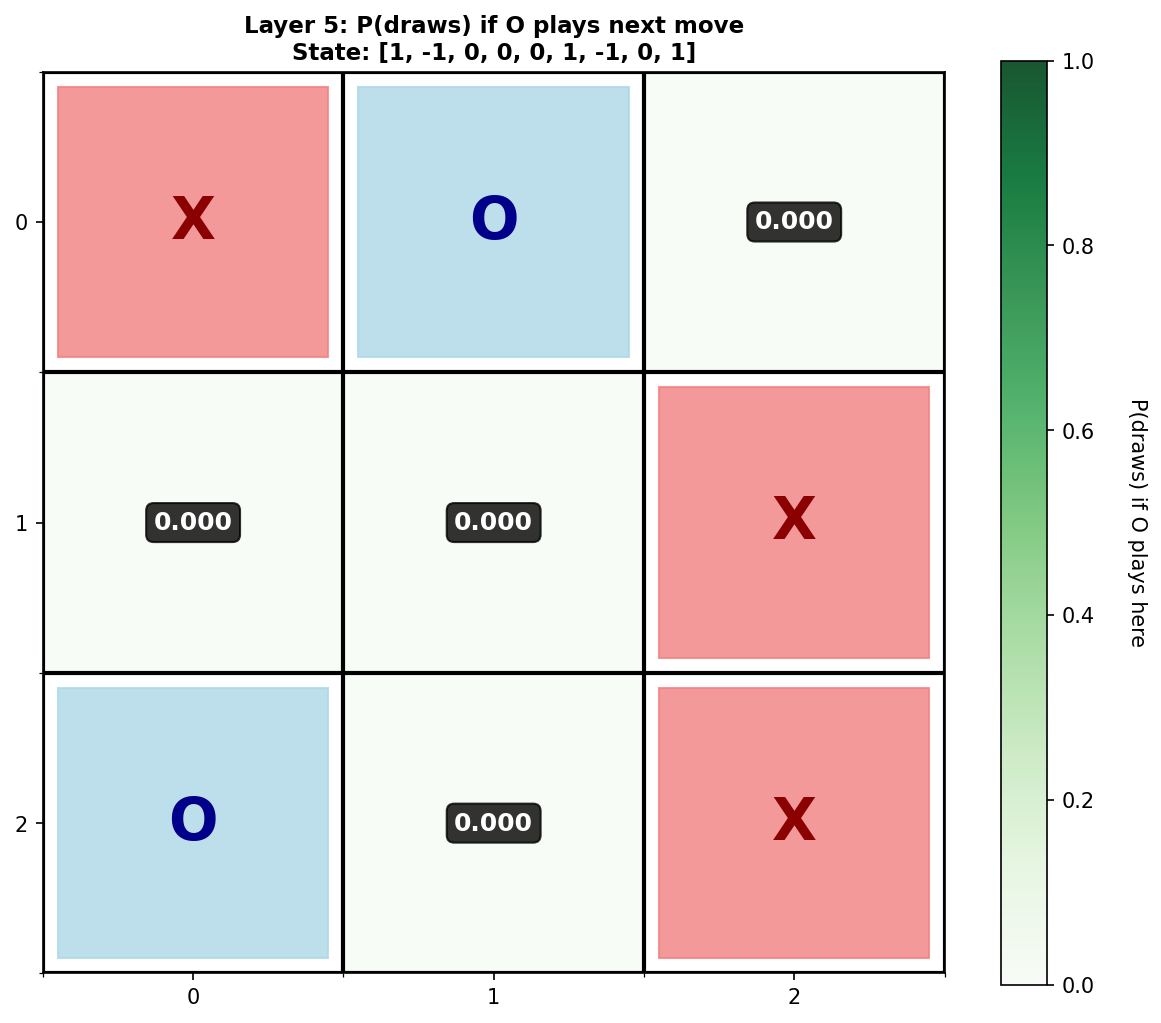 Layer 5: P(draws) if O plays next move
State: [1, -1, 0, 0, 0, 1, -1, 0, 1]
X O 0.000
0.000 0.000 X
O 0.000 X
0
1
2
0 1 2
1.0
0.8
0.6
0.4
0.2
0.0
P(draws) if O plays here